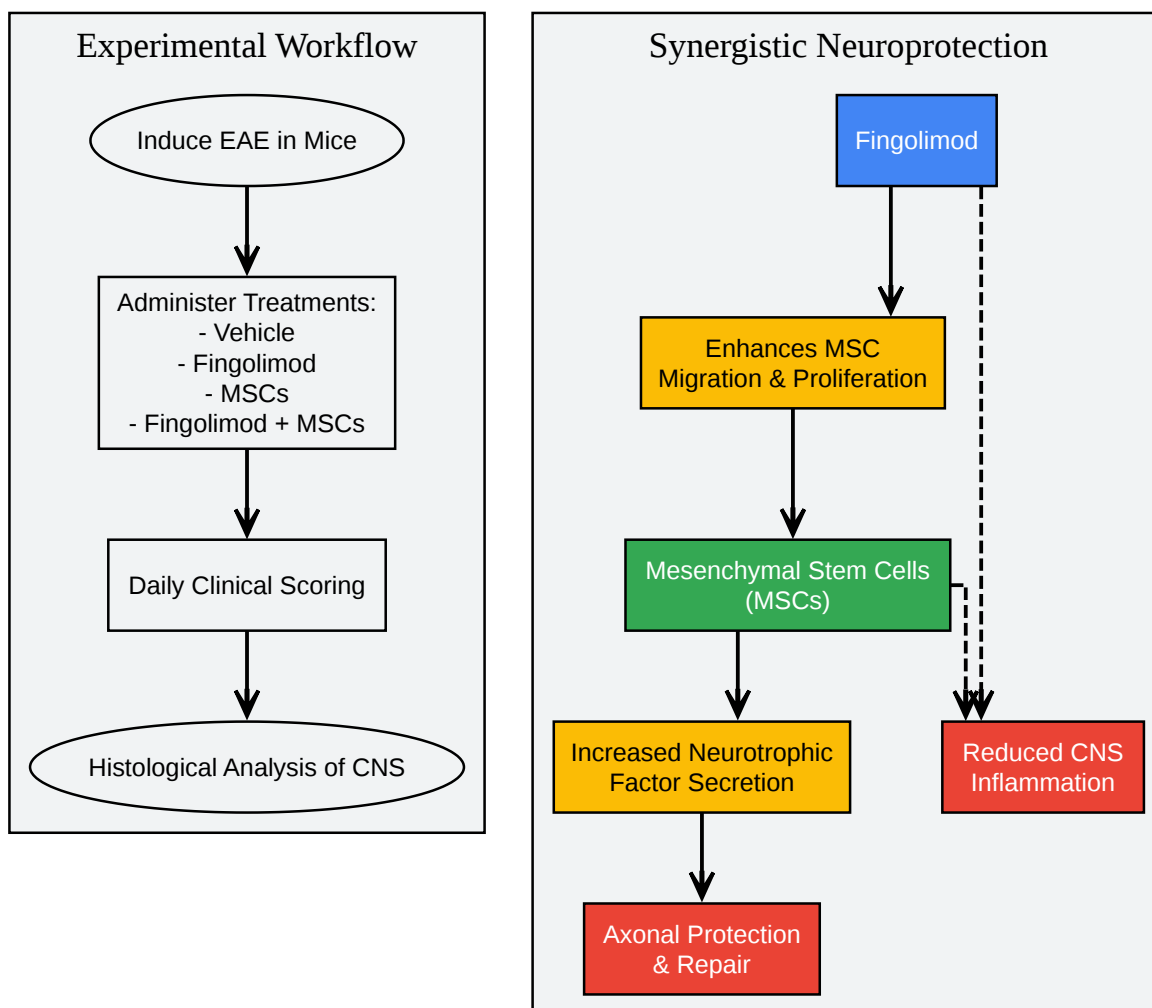 Experimental Workflow
Induce EAE in Mice
Administer Treatments:
- Vehicle
- Fingolimod
- MSCs
- Fingolimod + MSCs
Daily Clinical Scoring
Histological Analysis of CNS
Synergistic Neuroprotection
Fingolimod
Enhances MSC
Migration & Proliferation
Mesenchymal Stem Cells
(MSCs)
Increased Neurotrophic
Factor Secretion
Reduced CNS
Inflammation
Axonal Protection
& Repair